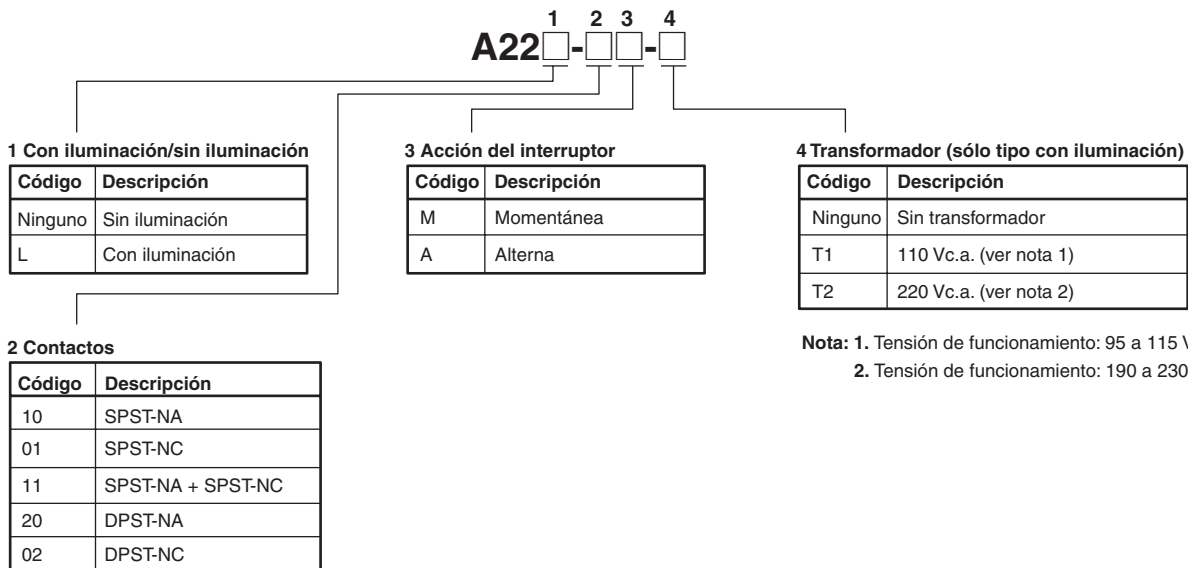 1 2 3 4
A22□-□□-□
1 Con iluminación/sin iluminación
Código Descripción
Ninguno Sin iluminación
L Con iluminación
3 Acción del interruptor
Código Descripción
M Momentánea
A Alterna
4 Transformador (sólo tipo con iluminación)
Código Descripción
Ninguno Sin transformador
T1 110 Vc.a. (ver nota 1)
T2 220 Vc.a. (ver nota 2)
Nota: 1. Tensión de funcionamiento: 95 a 115
2. Tensión de funcionamiento: 190 a 230
2 Contactos
Código Descripción
10 SPST-NA
01 SPST-NC
11 SPST-NA + SPST-NC
20 DPST-NA
02 DPST-NC